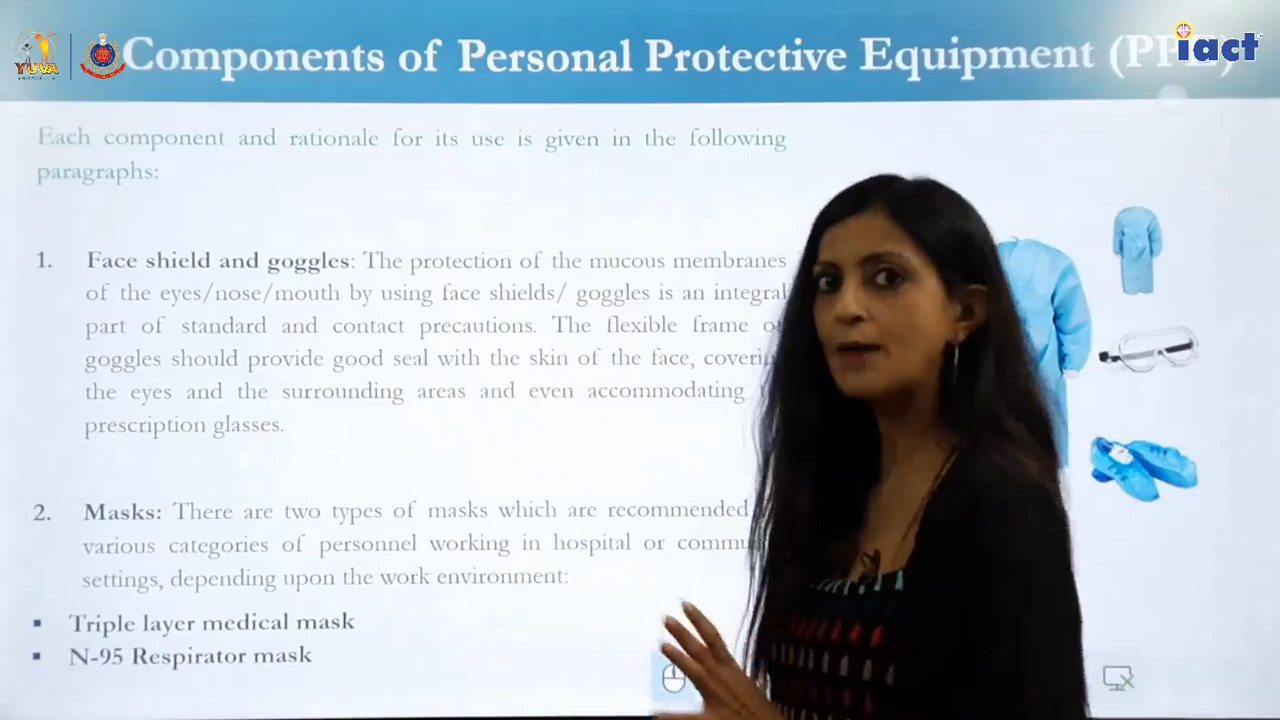 YUVA
Components of Personal Protective Equipment (PPE)
iact
Each component and rationale for its use is given in the following
paragraphs:
1. Face shield and goggles: The protection of the mucous membranes
of the eyes/nose/mouth by using face shields/ goggles is an integral
part of standard and contact precautions. The flexible frame
goggles should provide good seal with the skin of the face,
the eyes and the surrounding areas and even accommodating
prescription glasses.
2. Masks: There are two types of masks which are recommended
various categories of personnel working in hospital or
settings, depending upon the work environment:
▪ Triple layer medical mask
▪ N-95 Respirator mask